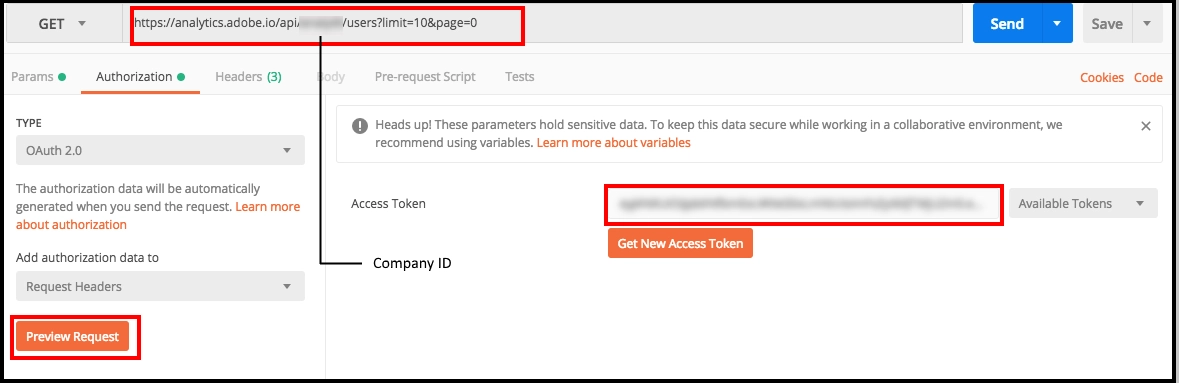 GET
https://analytics.adobe.io/api/ /users?limit=10&page=0
Send
Save
Params
Authorization
Headers (3)
Body
Pre-request Script
Tests
Cookies
Code
TYPE
OAuth 2.0
The authorization data will be automatically
generated when you send the request. Learn more
about authorization
Add authorization data to
Request Headers
Preview Request
Heads up! These parameters hold sensitive data. To keep this data secure while working in a collaborative environment, we
recommend using variables. Learn more about variables
Access Token
Available Tokens
Get New Access Token
Company ID